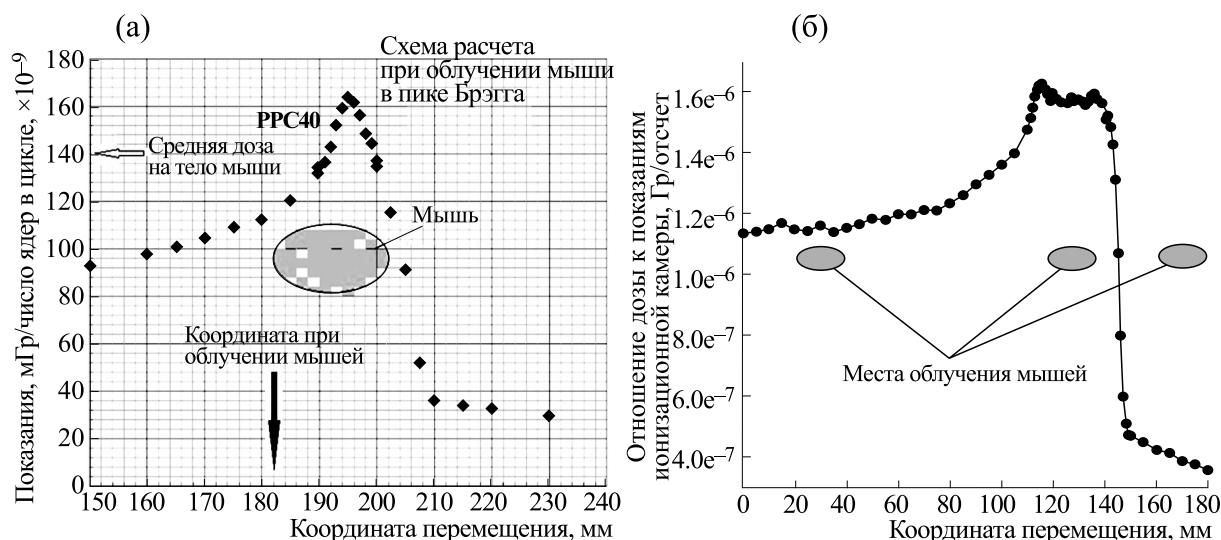 (а)
Показания, мГр/число ядер в цикле, ×10⁻⁹
180
160
140
120
100
80
60
40
20
0
Схема расчета
при облучении мыши
в пике Брэгга
PPC40
Средняя доза
на тело мыши
Мышь
Координата при
облучении мышей
150 160 170 180 190 200 210 220 230 240
Координата перемещения, мм
(б)
Отношение дозы к показаниям
ионизационной камеры, Гр/отсчет
1.6e⁻⁶
1.4e⁻⁶
1.2e⁻⁶
1.0e⁻⁶
8.0e⁻⁷
6.0e⁻⁷
4.0e⁻⁷
Места облучения мышей
0 20 40 60 80 100 120 140 160 180
Координата перемещения, мм